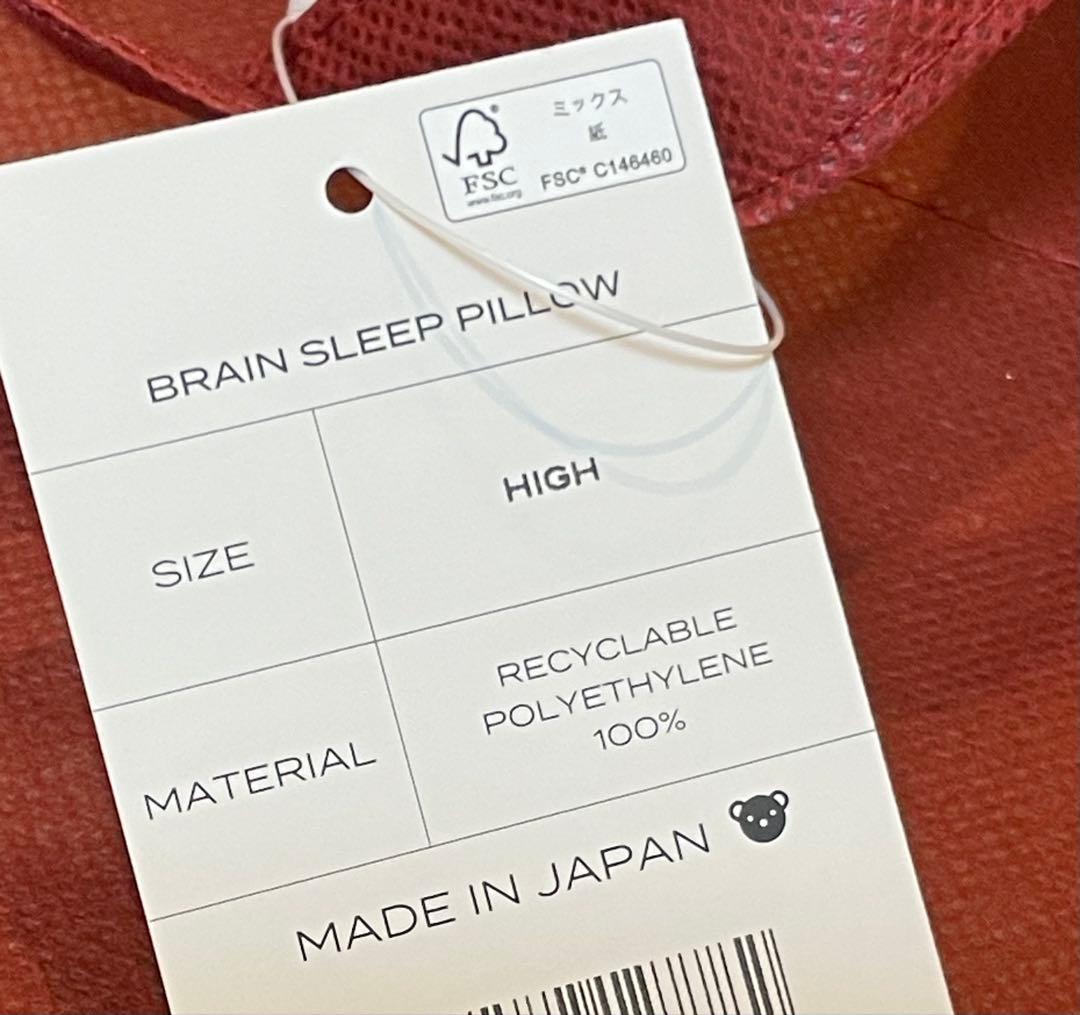 ミックス
紙
FSC
www.fsc.org
FSC® C146460
BRAIN SLEEP PILLOW
SIZE
HIGH
MATERIAL
RECYCLABLE
POLYETHYLENE
100%
MADE IN JAPAN